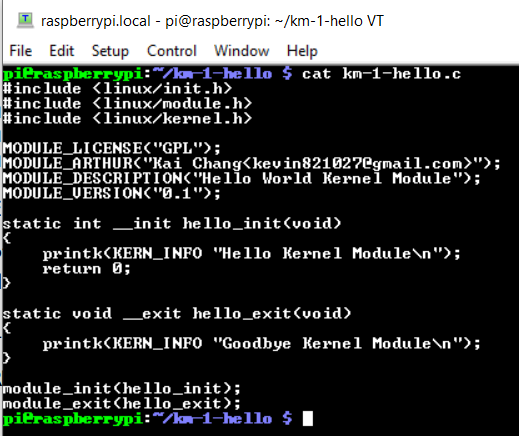 raspberrypi.local - pi@raspberrypi: ~/km-1-hello VT
File Edit Setup Control Window Help
pi@raspberrypi:~/km-1-hello $ cat km-1-hello.c
#include <linux/init.h>
#include <linux/module.h>
#include <linux/kernel.h>
MODULE_LICENSE("GPL");
MODULE_ARTHUR("Kai Chang<kevin821027@gmail.com>");
MODULE_DESCRIPTION("Hello World Kernel Module");
MODULE_VERSION("0.1");
static int __init hello_init(void)
{
    printk(KERN_INFO "Hello Kernel Module\n");
    return 0;
}
static void __exit hello_exit(void)
{
    printk(KERN_INFO "Goodbye Kernel Module\n");
}
module_init(hello_init);
module_exit(hello_exit);
pi@raspberrypi:~/km-1-hello $